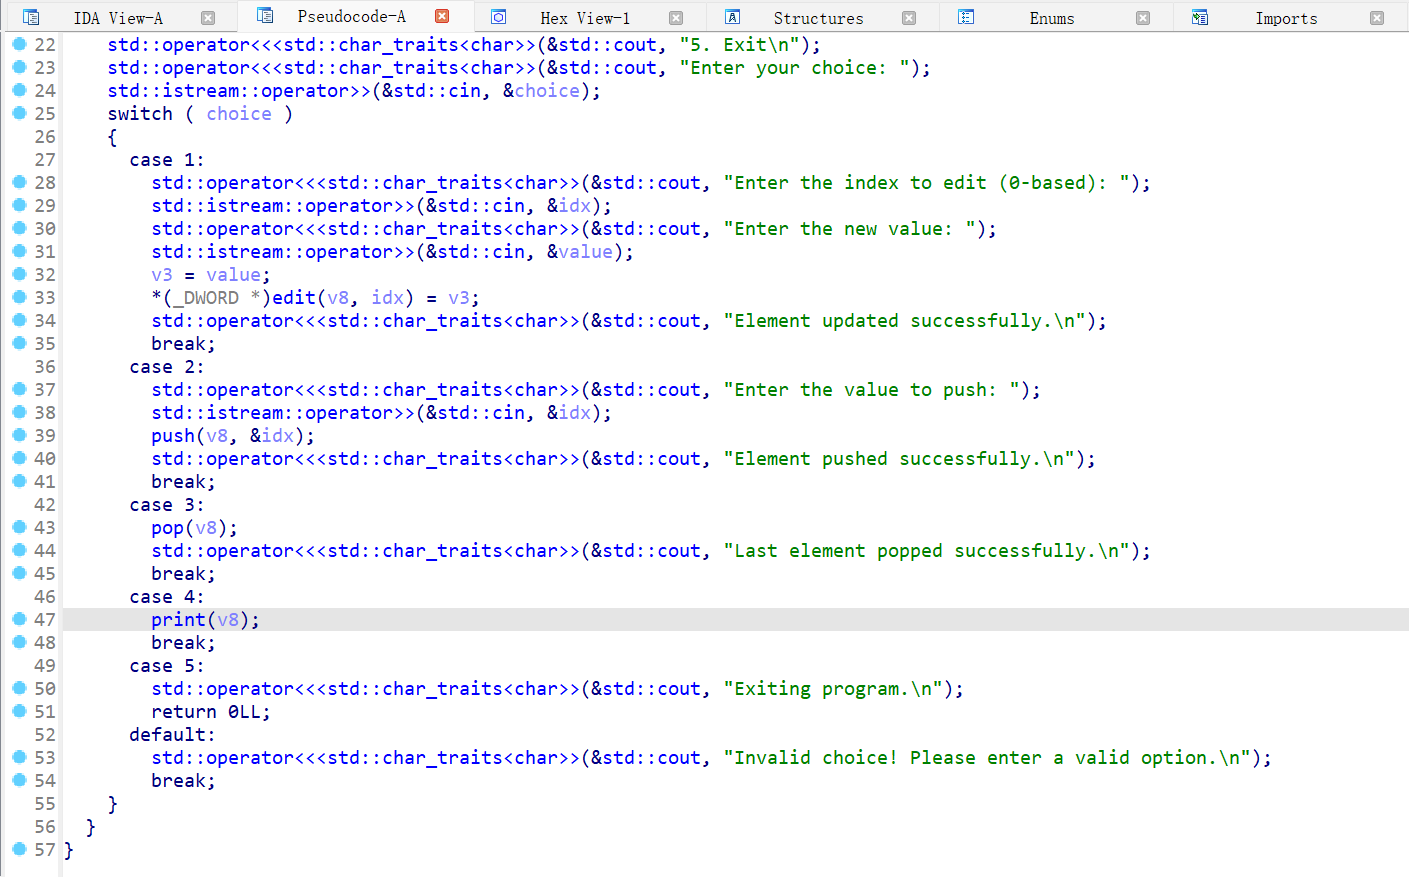 IDA View-A Pseudocode-A Hex View-1 Structures Enums Imports
22 std::operator<<<std::char_traits<char>>(&std::cout, "5. Exit\n");
23 std::operator<<<std::char_traits<char>>(&std::cout, "Enter your choice: ");
24 std::istream::operator>>(&std::cin, &choice);
25 switch ( choice )
26 {
27 case 1:
28 std::operator<<<std::char_traits<char>>(&std::cout, "Enter the index to edit (0-based): ");
29 std::istream::operator>>(&std::cin, &idx);
30 std::operator<<<std::char_traits<char>>(&std::cout, "Enter the new value: ");
31 std::istream::operator>>(&std::cin, &value);
32 v3 = value;
33 *(_DWORD *)edit(v8, idx) = v3;
34 std::operator<<<std::char_traits<char>>(&std::cout, "Element updated successfully.\n");
35 break;
36 case 2:
37 std::operator<<<std::char_traits<char>>(&std::cout, "Enter the value to push: ");
38 std::istream::operator>>(&std::cin, &idx);
39 push(v8, &idx);
40 std::operator<<<std::char_traits<char>>(&std::cout, "Element pushed successfully.\n");
41 break;
42 case 3:
43 pop(v8);
44 std::operator<<<std::char_traits<char>>(&std::cout, "Last element popped successfully.\n");
45 break;
46 case 4:
47 print(v8);
48 break;
49 case 5:
50 std::operator<<<std::char_traits<char>>(&std::cout, "Exiting program.\n");
51 return 0LL;
52 default:
53 std::operator<<<std::char_traits<char>>(&std::cout, "Invalid choice! Please enter a valid option.\n");
54 break;
55 }
56 }
57 }